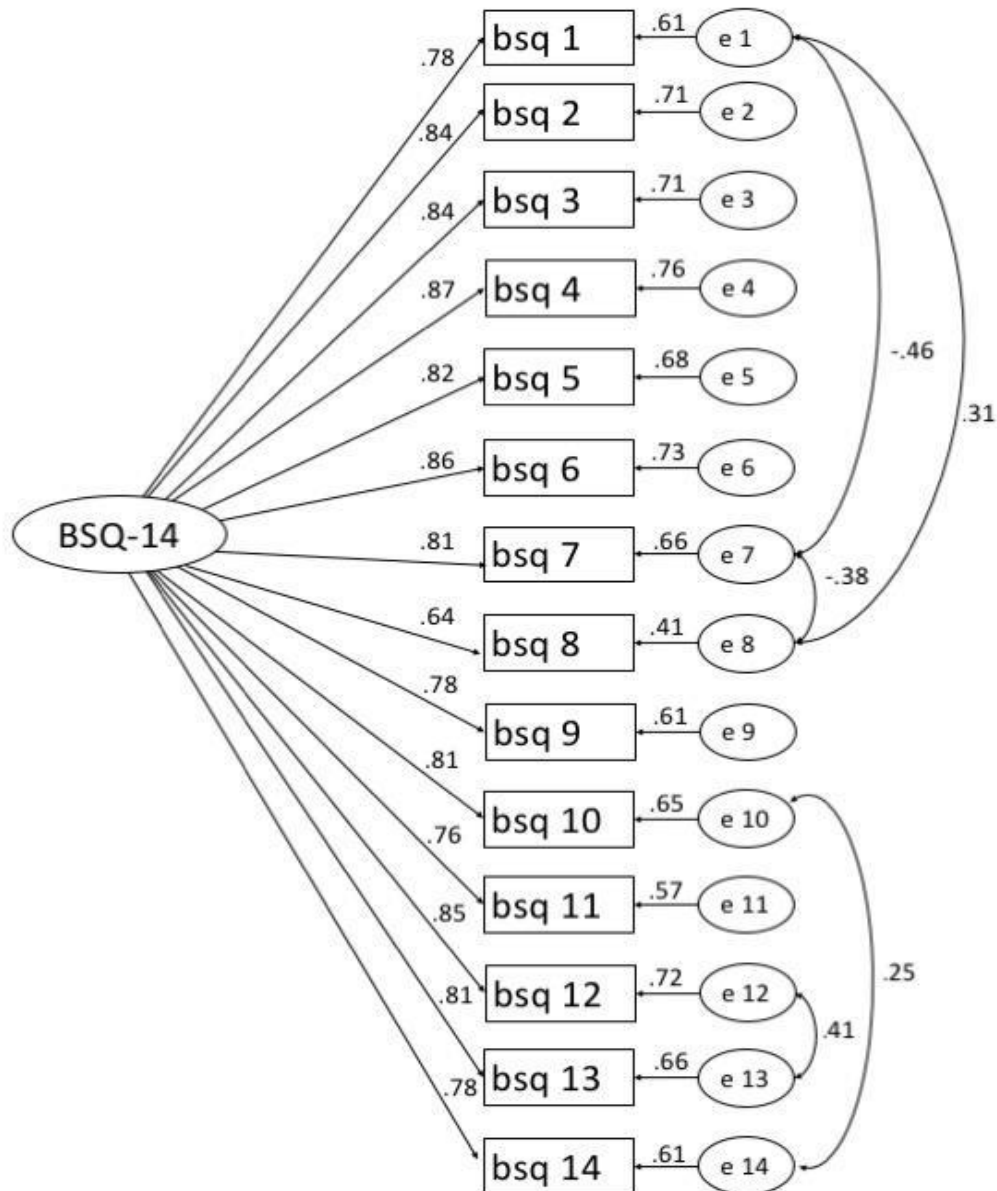 .78 bsq 1 .61 e 1
.84 bsq 2 .71 e 2
.84 bsq 3 .71 e 3
.87 bsq 4 .76 e 4
-.46
.82 bsq 5 .68 e 5
.31
.86 bsq 6 .73 e 6
BSQ-14
.81 bsq 7 .66 e 7
-.38
.64 bsq 8 .41 e 8
.78 bsq 9 .61 e 9
.81 bsq 10 .65 e 10
.76 bsq 11 .57 e 11
.25
.85 bsq 12 .72 e 12
.41
.81 bsq 13 .66 e 13
.78 bsq 14 .61 e 14